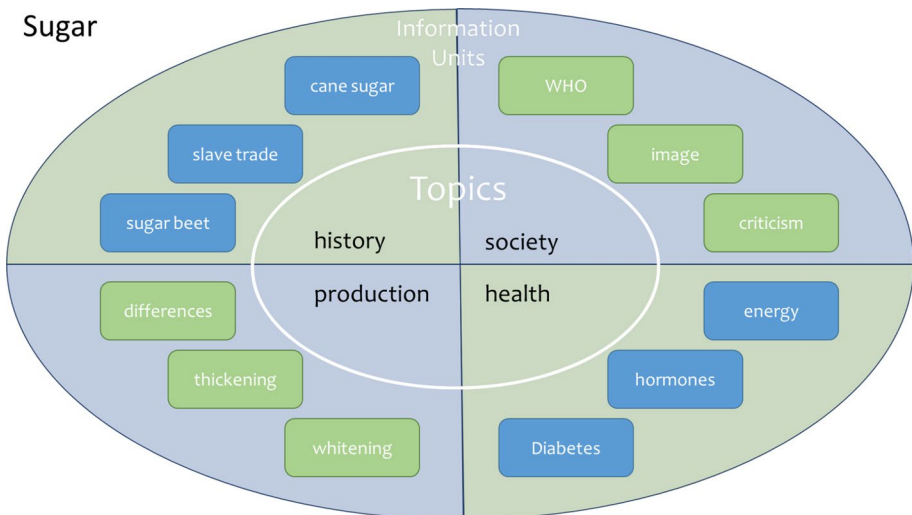 Sugar
Information
Units
cane sugar
WHO
slave trade
image
Topics
sugar beet
criticism
history
society
production
health
differences
energy
thickening
hormones
whitening
Diabetes